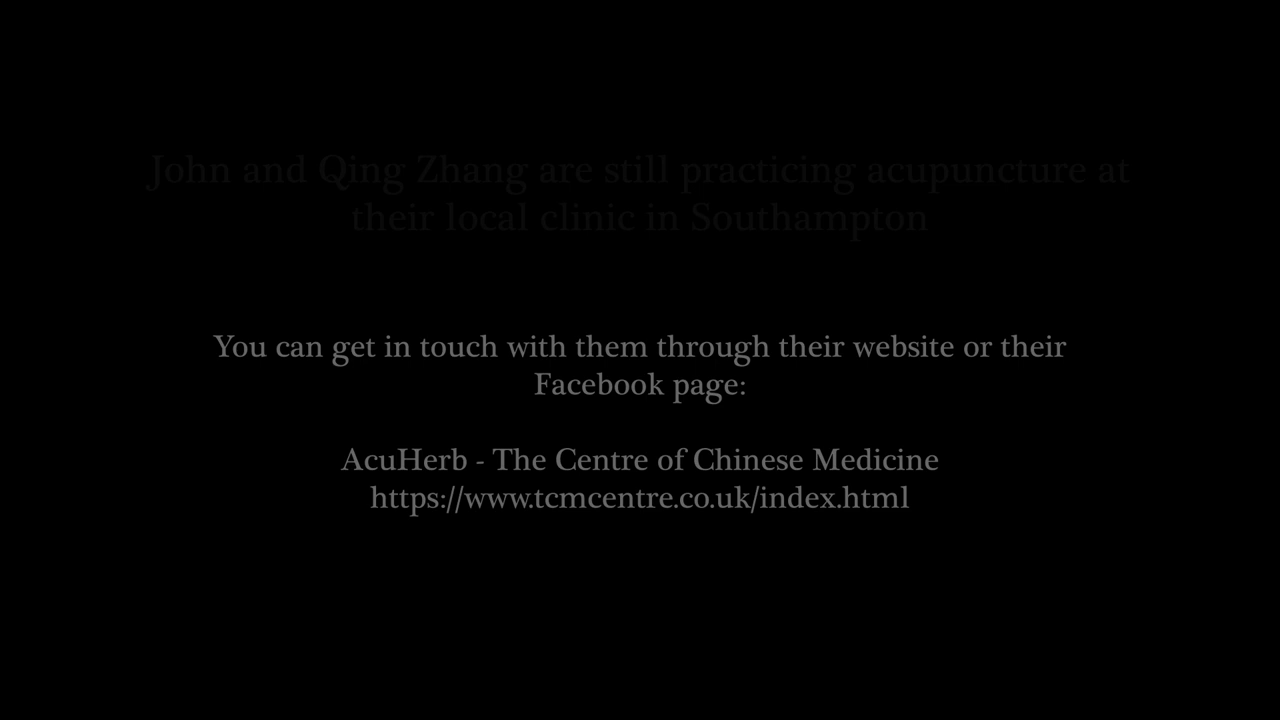 John and Qing Zhang are still practicing acupuncture at
their local clinic in Southampton
You can get in touch with them through their website or their
Facebook page:
AcuHerb - The Centre of Chinese Medicine
https://www.tcmcentre.co.uk/index.html